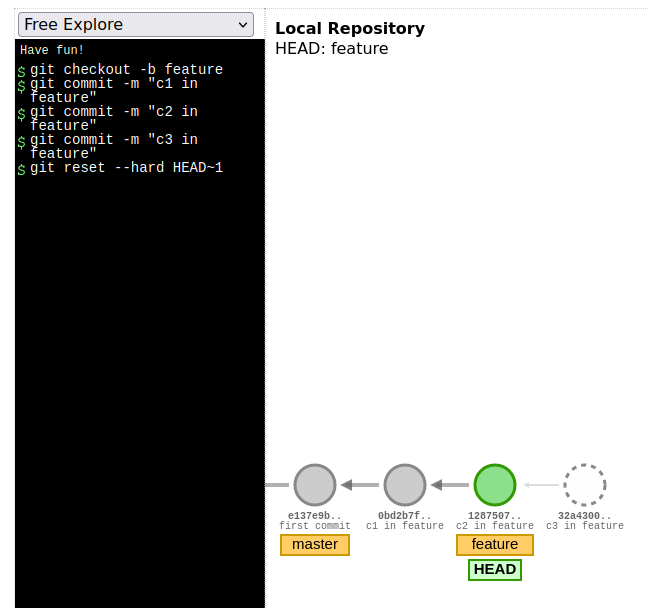 Free Explore
Have fun!
$ git checkout -b feature
$ git commit -m "c1 in
feature"
$ git commit -m "c2 in
feature"
$ git commit -m "c3 in
feature"
$ git reset --hard HEAD~1
Local Repository
HEAD: feature
e137e9b.. 0bd2b7f.. 1287507.. 32a4300..
first commit c1 in feature c2 in feature c3 in feature
master feature
HEAD